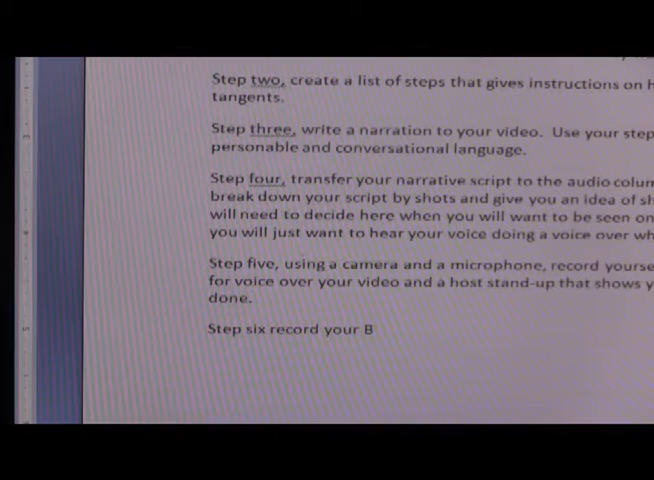 Step two, create a list of steps that gives instructions on
tangents.
Step three, write a narration to your video. Use your step
personable and conversational language.
Step four, transfer your narrative script to the audio
break down your script by shots and give you an idea of
will need to decide here when you will want to be seen on
you will just want to hear your voice doing a voice over
Step five, using a camera and a microphone, record
for voice over your video and a host stand-up that shows
done.
Step six record your B